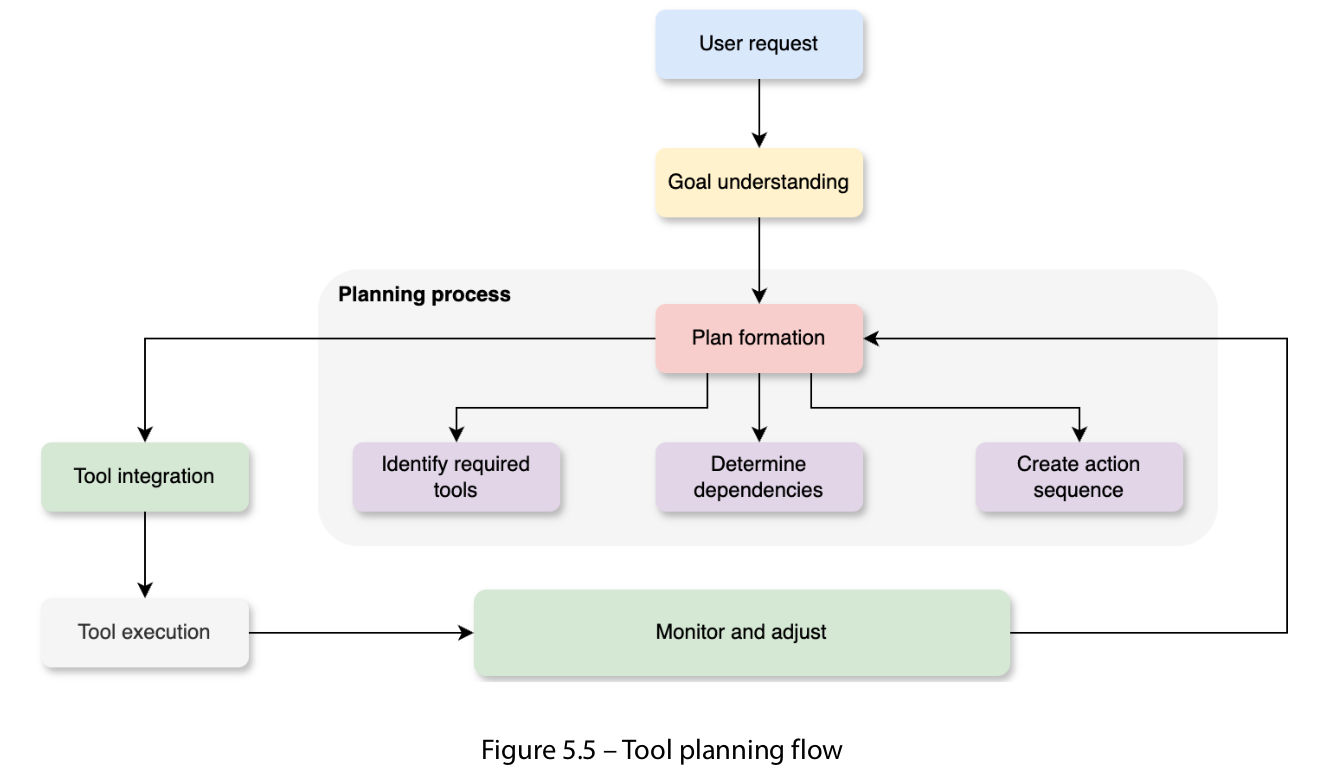 User request
Goal understanding
Planning process
Plan formation
Tool integration
Identify required
tools
Determine
dependencies
Create action
sequence
Tool execution
Monitor and adjust
Figure 5.5 – Tool planning flow